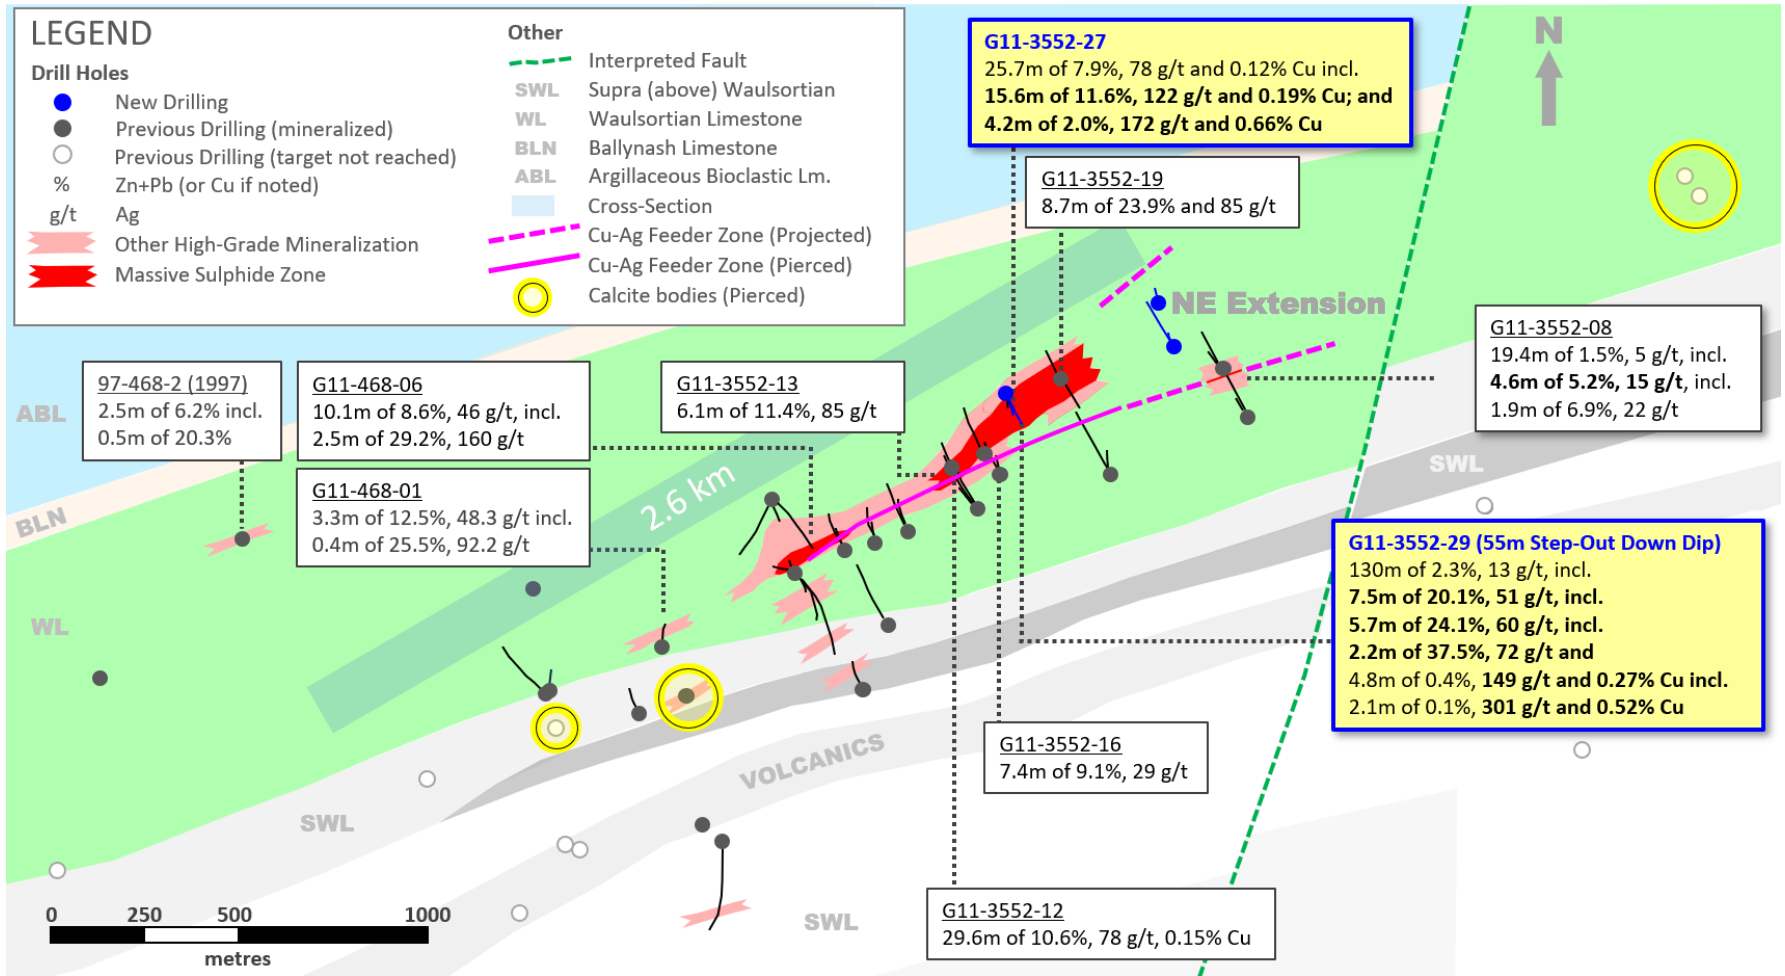 LEGEND
Drill Holes
New Drilling
Previous Drilling (mineralized)
Previous Drilling (target not reached)
% Zn+Pb (or Cu if noted)
g/t Ag
Other High-Grade Mineralization
Massive Sulphide Zone
Other
Interpreted Fault
SWL Supra (above) Waulsortian
WL Waulsortian Limestone
BLN Ballynash Limestone
ABL Argillaceous Bioclastic Lm.
Cross-Section
Cu-Ag Feeder Zone (Projected)
Cu-Ag Feeder Zone (Pierced)
Calcite bodies (Pierced)
G11-3552-27
25.7m of 7.9%, 78 g/t and 0.12% Cu incl.
15.6m of 11.6%, 122 g/t and 0.19% Cu; and
4.2m of 2.0%, 172 g/t and 0.66% Cu
N
G11-3552-19
8.7m of 23.9% and 85 g/t
NE Extension
G11-3552-08
19.4m of 1.5%, 5 g/t, incl.
4.6m of 5.2%, 15 g/t, incl.
1.9m of 6.9%, 22 g/t
97-468-2 (1997)
2.5m of 6.2% incl.
0.5m of 20.3%
G11-468-06
10.1m of 8.6%, 46 g/t, incl.
2.5m of 29.2%, 160 g/t
G11-3552-13
6.1m of 11.4%, 85 g/t
ABL
SWL
G11-468-01
3.3m of 12.5%, 48.3 g/t incl.
0.4m of 25.5%, 92.2 g/t
2.6 km
BLN
G11-3552-29 (55m Step-Out Down Dip)
130m of 2.3%, 13 g/t, incl.
7.5m of 20.1%, 51 g/t, incl.
5.7m of 24.1%, 60 g/t, incl.
2.2m of 37.5%, 72 g/t and
4.8m of 0.4%, 149 g/t and 0.27% Cu incl.
2.1m of 0.1%, 301 g/t and 0.52% Cu
WL
G11-3552-16
7.4m of 9.1%, 29 g/t
VOLCANICS
SWL
G11-3552-12
29.6m of 10.6%, 78 g/t, 0.15% Cu
SWL
0 250 500 1000
metres